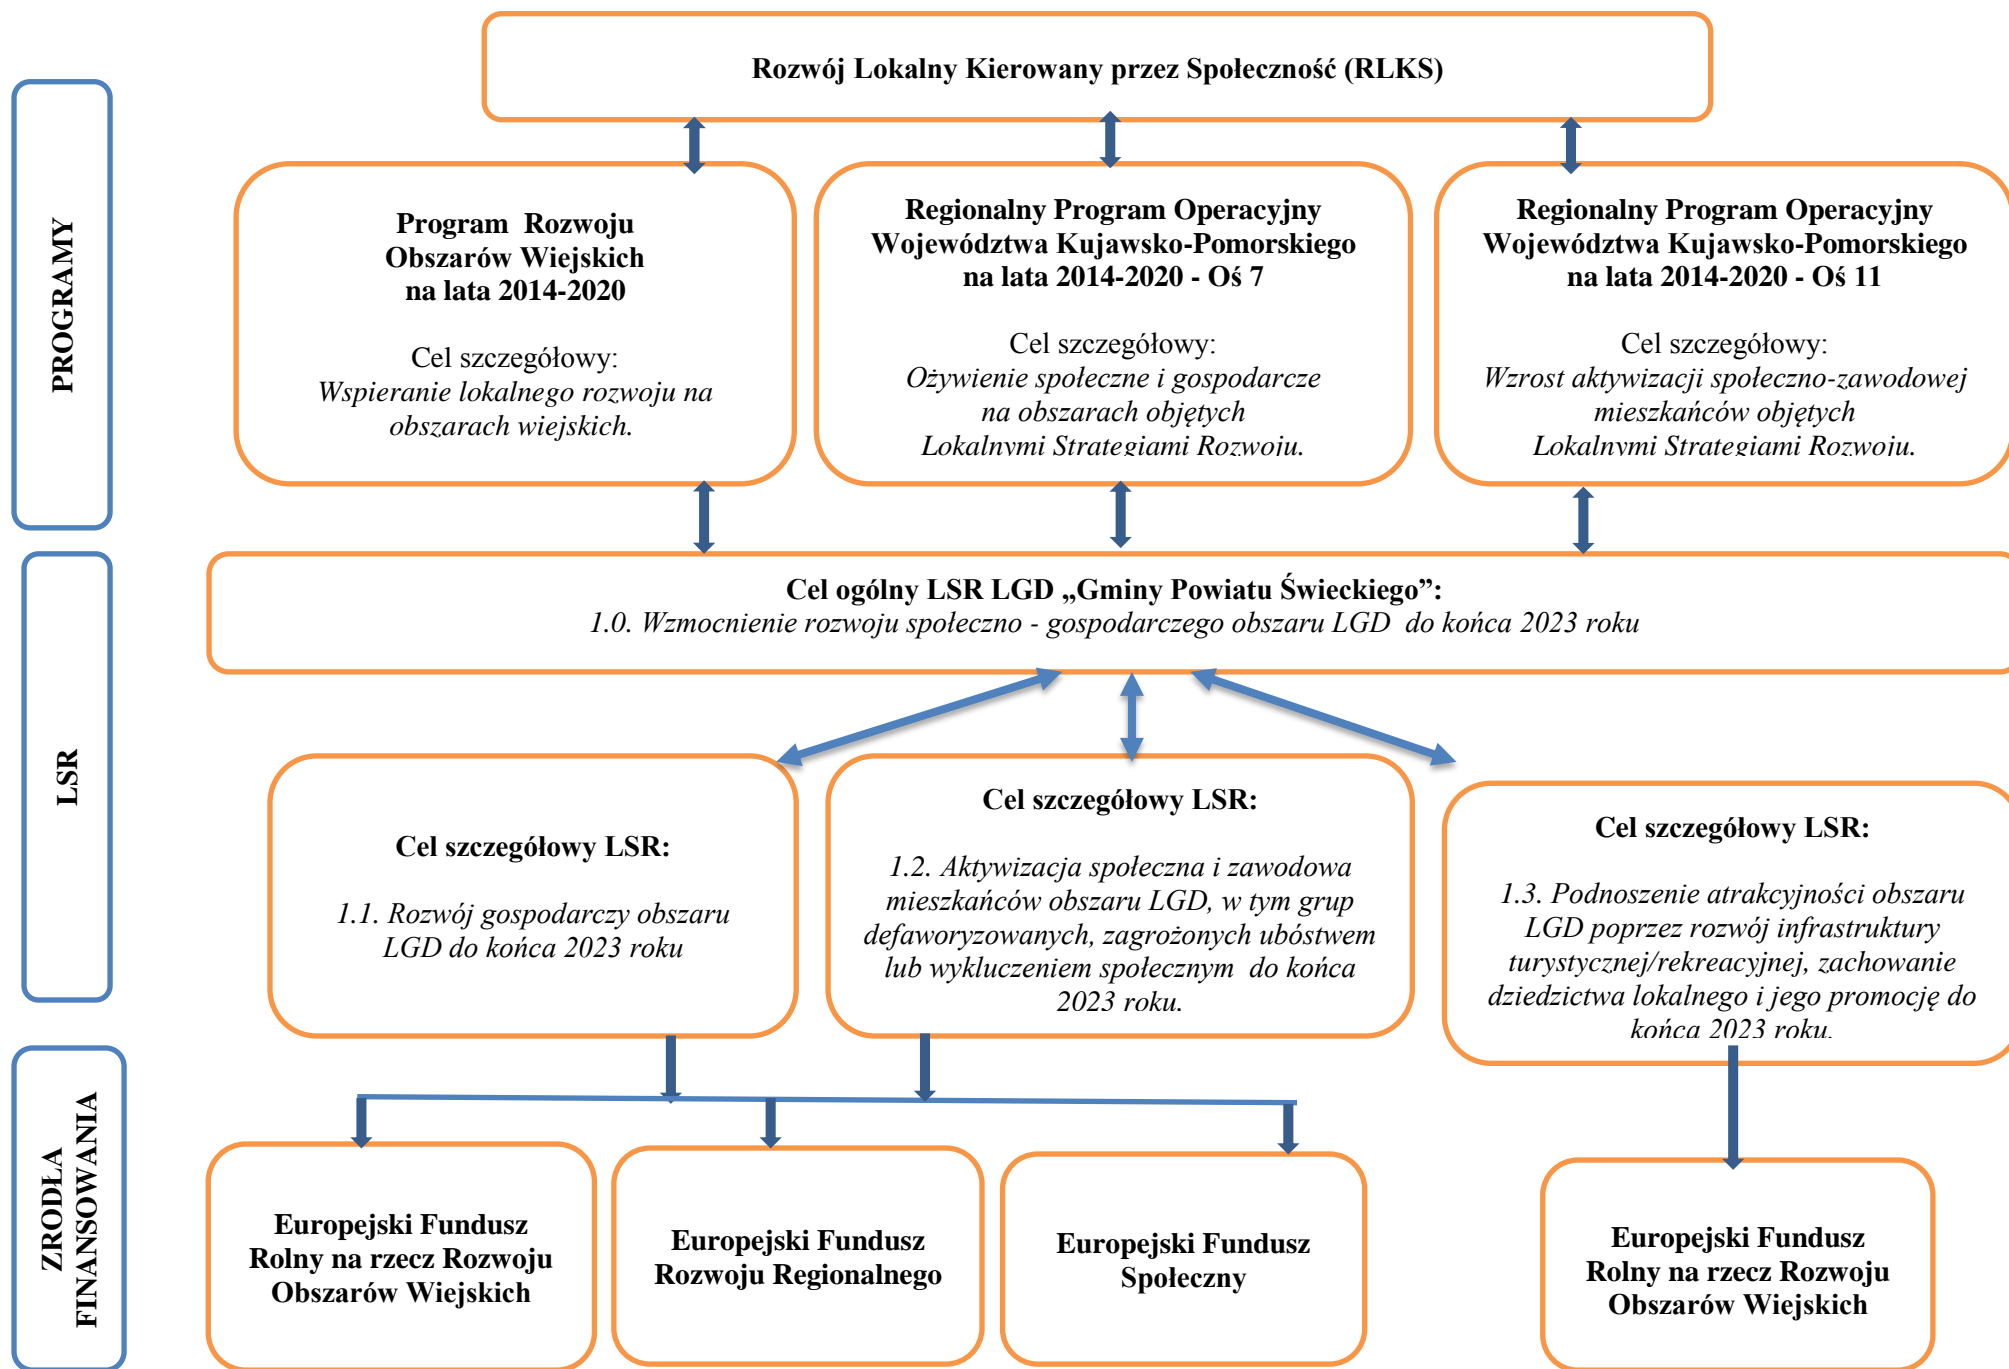 Rozwój Lokalny Kierowany przez Społeczność (RLKS)
PROGRAMY
Program Rozwoju
Obszarów Wiejskich
na lata 2014-2020
Cel szczegółowy:
Wspieranie lokalnego rozwoju na
obszarach wiejskich.
Regionalny Program Operacyjny
Województwa Kujawsko-Pomorskiego
na lata 2014-2020 - Oś 7
Cel szczegółowy:
Ożywienie społeczne i gospodarcze
na obszarach objętych
Lokalnymi Strategiami Rozwoju.
Regionalny Program Operacyjny
Województwa Kujawsko-Pomorskiego
na lata 2014-2020 - Oś 11
Cel szczegółowy:
Wzrost aktywizacji społeczno-zawodowej
mieszkańców objętych
Lokalnymi Strategiami Rozwoju.
LSR
Cel ogólny LSR LGD „Gminy Powiatu Świeckiego”:
1.0. Wzmocnienie rozwoju społeczno - gospodarczego obszaru LGD do końca 2023 roku
Cel szczegółowy LSR:
1.1. Rozwój gospodarczy obszaru
LGD do końca 2023 roku
Cel szczegółowy LSR:
1.2. Aktywizacja społeczna i zawodowa
mieszkańców obszaru LGD, w tym grup
defaworyzowanych, zagrożonych ubóstwem
lub wykluczeniem społecznym do końca
2023 roku.
Cel szczegółowy LSR:
1.3. Podnoszenie atrakcyjności obszaru
LGD poprzez rozwój infrastruktury
turystycznej/rekreacyjnej, zachowanie
dziedzictwa lokalnego i jego promocję do
końca 2023 roku.
ZRODŁA
FINANSOWANIA
Europejski Fundusz
Rolny na rzecz Rozwoju
Obszarów Wiejskich
Europejski Fundusz
Rozwoju Regionalnego
Europejski Fundusz
Społeczny
Europejski Fundusz
Rolny na rzecz Rozwoju
Obszarów Wiejskich